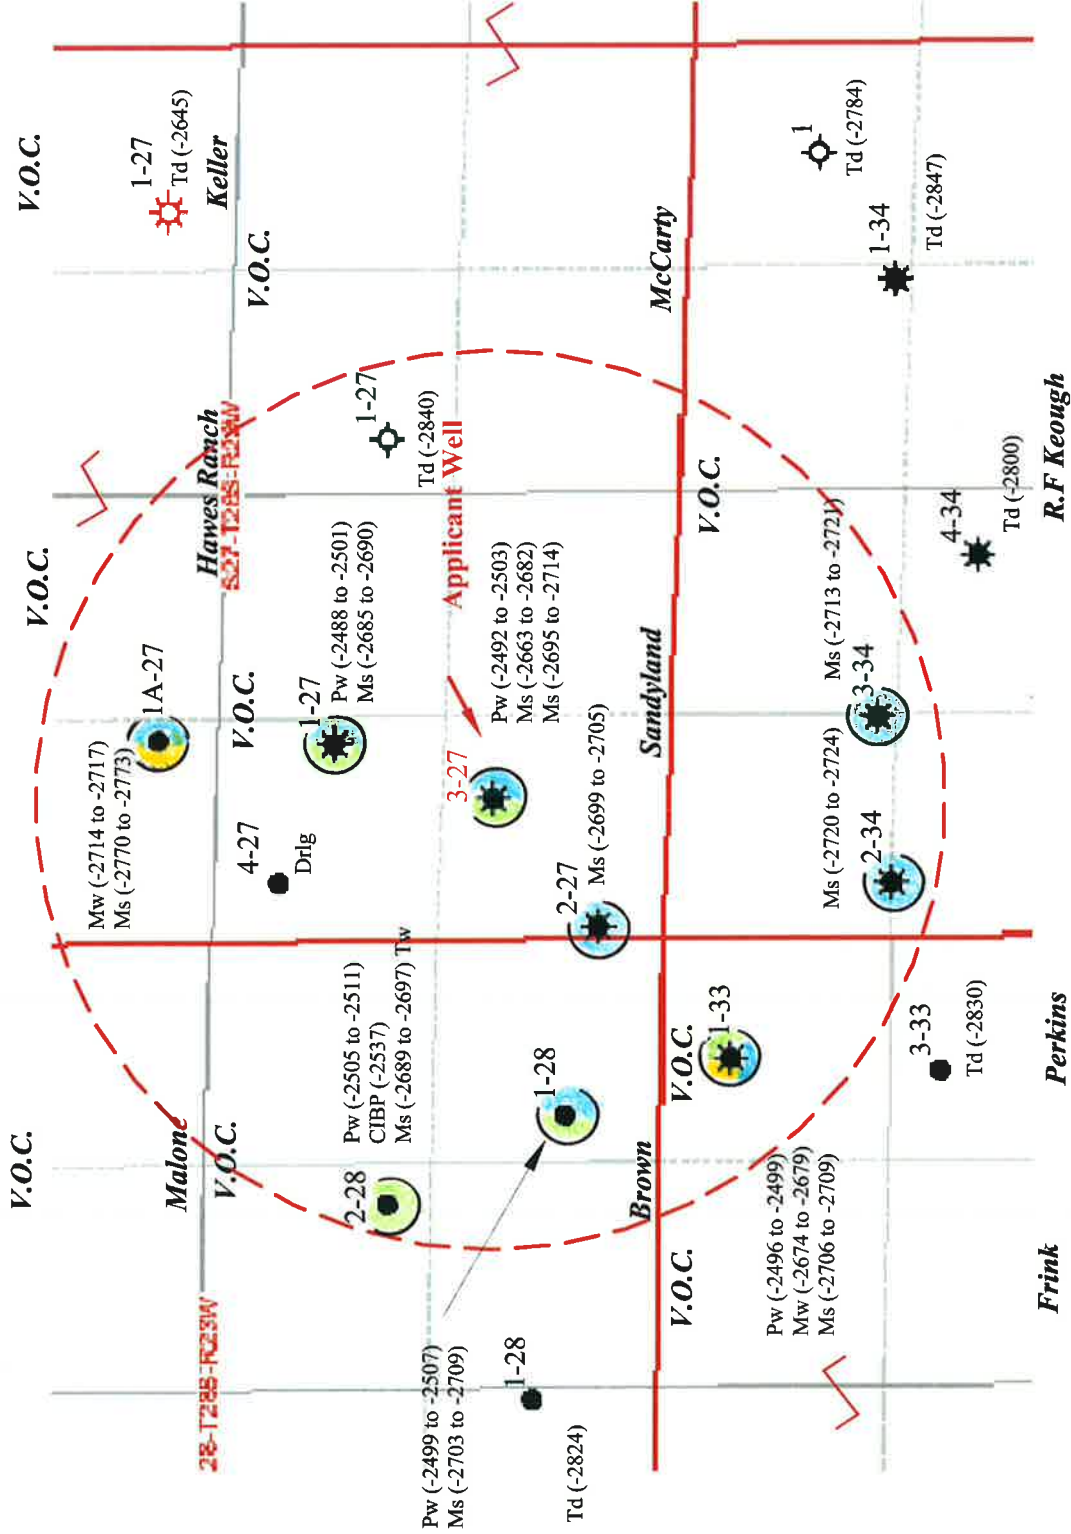 V.O.C.
V.O.C.
V.O.C.
2-28
Pw (-2505 to -2511)
CIBP (-2537)
Ms (-2689 to -2697) Tw
Malone
V.O.C.
28-T28S-R23W
Mw (-2714 to -2717)
Ms (-2770 to -2773)
1A-27
Hawes Ranch
S27-T28S-R23W
1-27
Td (-2645)
Keller
V.O.C.
V.O.C.
4-27
Drlg
1-27
Pw (-2488 to -2501)
Ms (-2685 to -2690)
1-27
Td (-2840)
Applicant Well
3-27
Pw (-2492 to -2503)
Ms (-2663 to -2682)
Ms (-2695 to -2714)
Pw (-2499 to -2507)
Ms (-2703 to -2709)
1-28
Td (-2824)
1-28
2-27
Ms (-2699 to -2705)
Brown
V.O.C.
V.O.C.
Sandyland
V.O.C.
McCarty
1-33
Pw (-2496 to -2499)
Mw (-2674 to -2679)
Ms (-2706 to -2709)
Ms (-2720 to -2724)
2-34
Ms (-2713 to -2721)
3-34
1
Td (-2784)
1-34
Td (-2847)
3-33
Td (-2830)
4-34
Td (-2800)
Frink
Perkins
R.F Keough